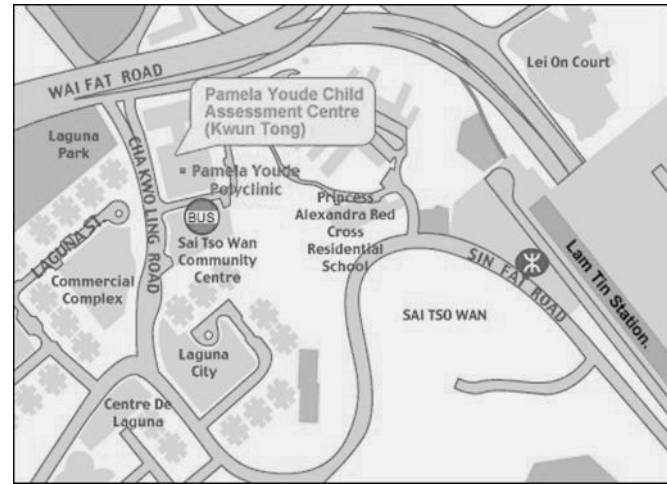 WAI FAT ROAD
Lei On Court
Pamela Youde Child
Assessment Centre
(Kwun Tong)
Laguna
Park
CHA KWO LING ROAD
Pamela Youde
Polyclinic
Princess
Alexandra Red
Cross
Residential
School
BUS
LAGUNA ST.
Sai Tso Wan
Community
Centre
Commercial
Complex
SIN FAT ROAD
Lam Tin Station.
SAI TSO WAN
Laguna
City
Centre De
Laguna